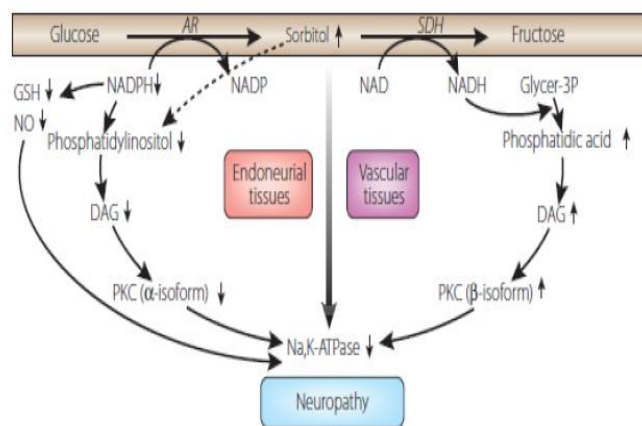 AR SDH
Glucose Sorbitol ↑ Fructose
NADPH↓ NADP NAD NADH Glycer-3P
GSH ↓
NO ↓
Phosphatidylinositol ↓ Phosphatidic acid ↑
Endoneurial
tissues
Vascular
tissues
DAG ↓ DAG ↑
PKC (α-isoform) ↓ PKC (β-isoform) ↑
Na,K-ATPase ↓
Neuropathy